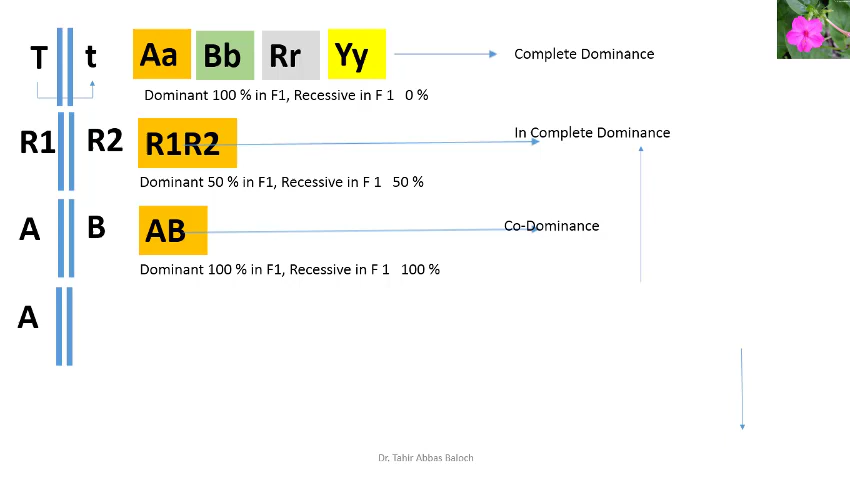 T t Aa Bb Rr Yy Complete Dominance
Dominant 100 % in F1, Recessive in F 1 0 %
R1 R2 R1R2 In Complete Dominance
Dominant 50 % in F1, Recessive in F 1 50 %
A B AB Co-Dominance
Dominant 100 % in F1, Recessive in F 1 100 %
A
Dr. Tahir Abbas Baloch